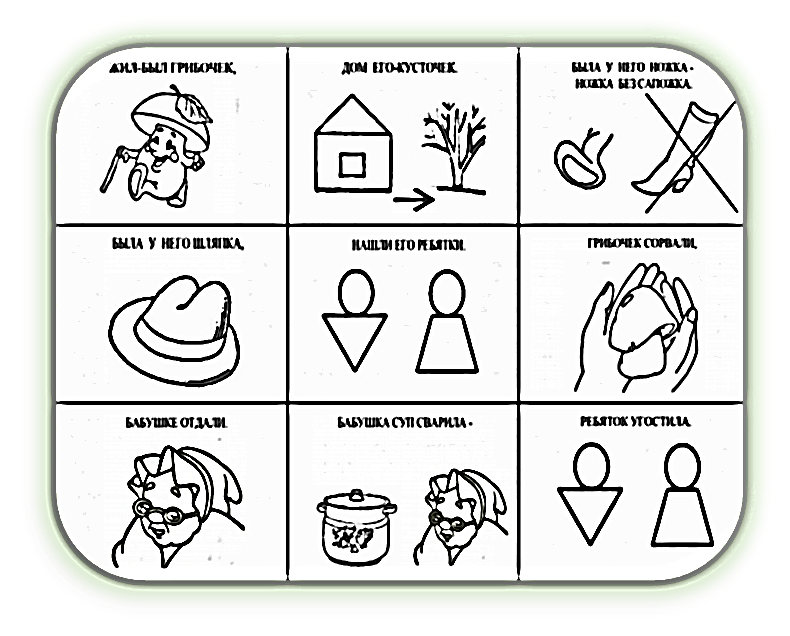 ЖИЛ-БЫЛ ГРИБОЧЕК,
ДОМ ЕГО-КУСТОЧЕК.
БЫЛА У НЕГО НОЖКА -
НОЖКА БЕЗ САПОЖКА.
БЫЛА У НЕГО ШЛЯПКА,
НАШЛИ ЕГО РЕБЯТКИ.
ГРИБОЧЕК СОРВАЛИ,
БАБУШКЕ ОТДАЛИ.
БАБУШКА СУП СВАРИЛА -
РЕБЯТОК УГОСТИЛА.